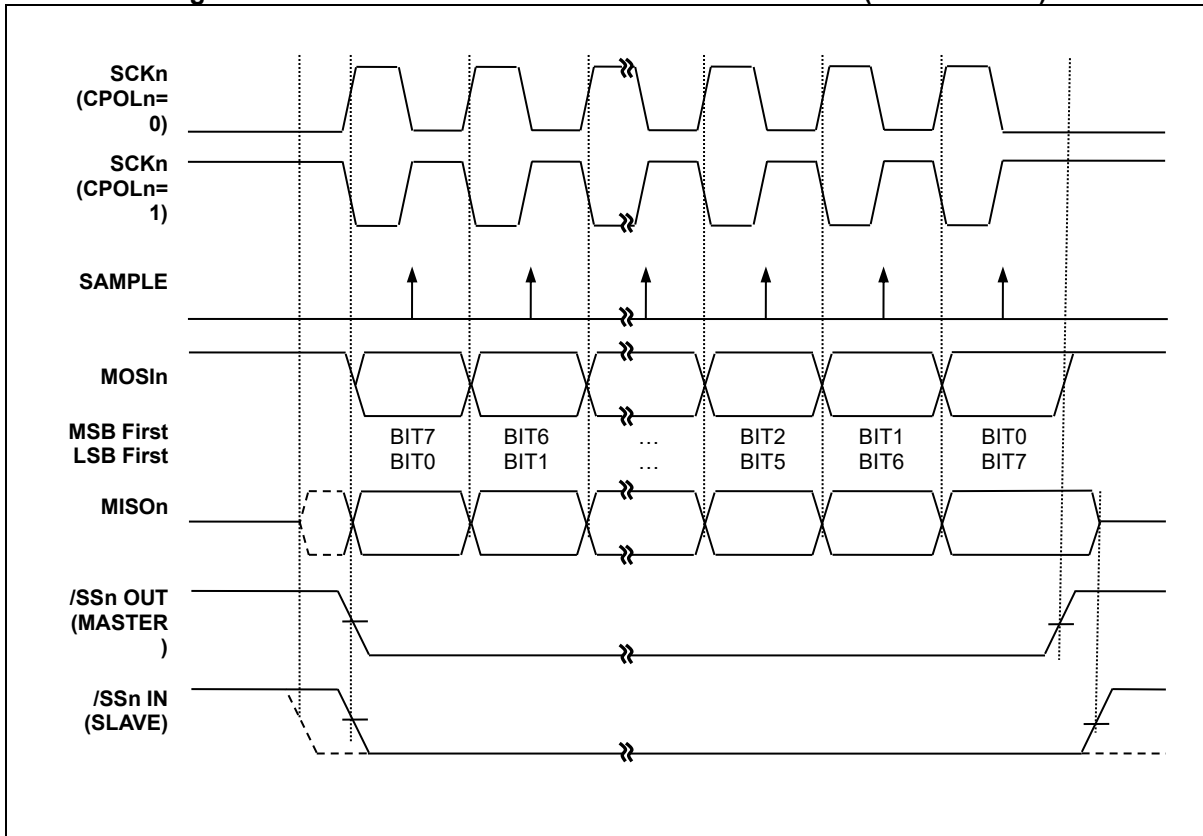 SCKn
(CPOLn=
0)
SCKn
(CPOLn=
1)
SAMPLE
MOSIn
MSB First
LSB First
BIT7 BIT6 … BIT2 BIT1 BIT0
BIT0 BIT1 … BIT5 BIT6 BIT7
MISOn
/SSn OUT
(MASTER
)
/SSn IN
(SLAVE)